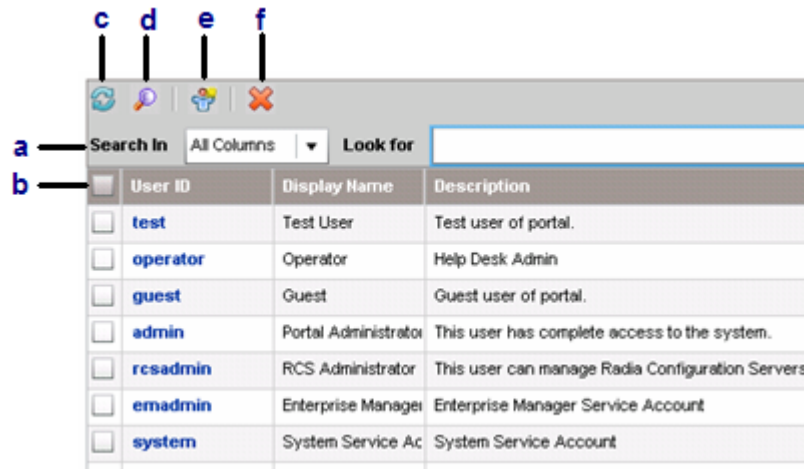 c d e f
a Search In All Columns Look for
b User ID Display Name Description
test Test User Test user of portal.
operator Operator Help Desk Admin
guest Guest Guest user of portal.
admin Portal Administrator This user has complete access to the system.
rcsadmin RCS Administrator This user can manage Radia Configuration Servers
emadmin Enterprise Manager Enterprise Manager Service Account
system System Service Ac System Service Account